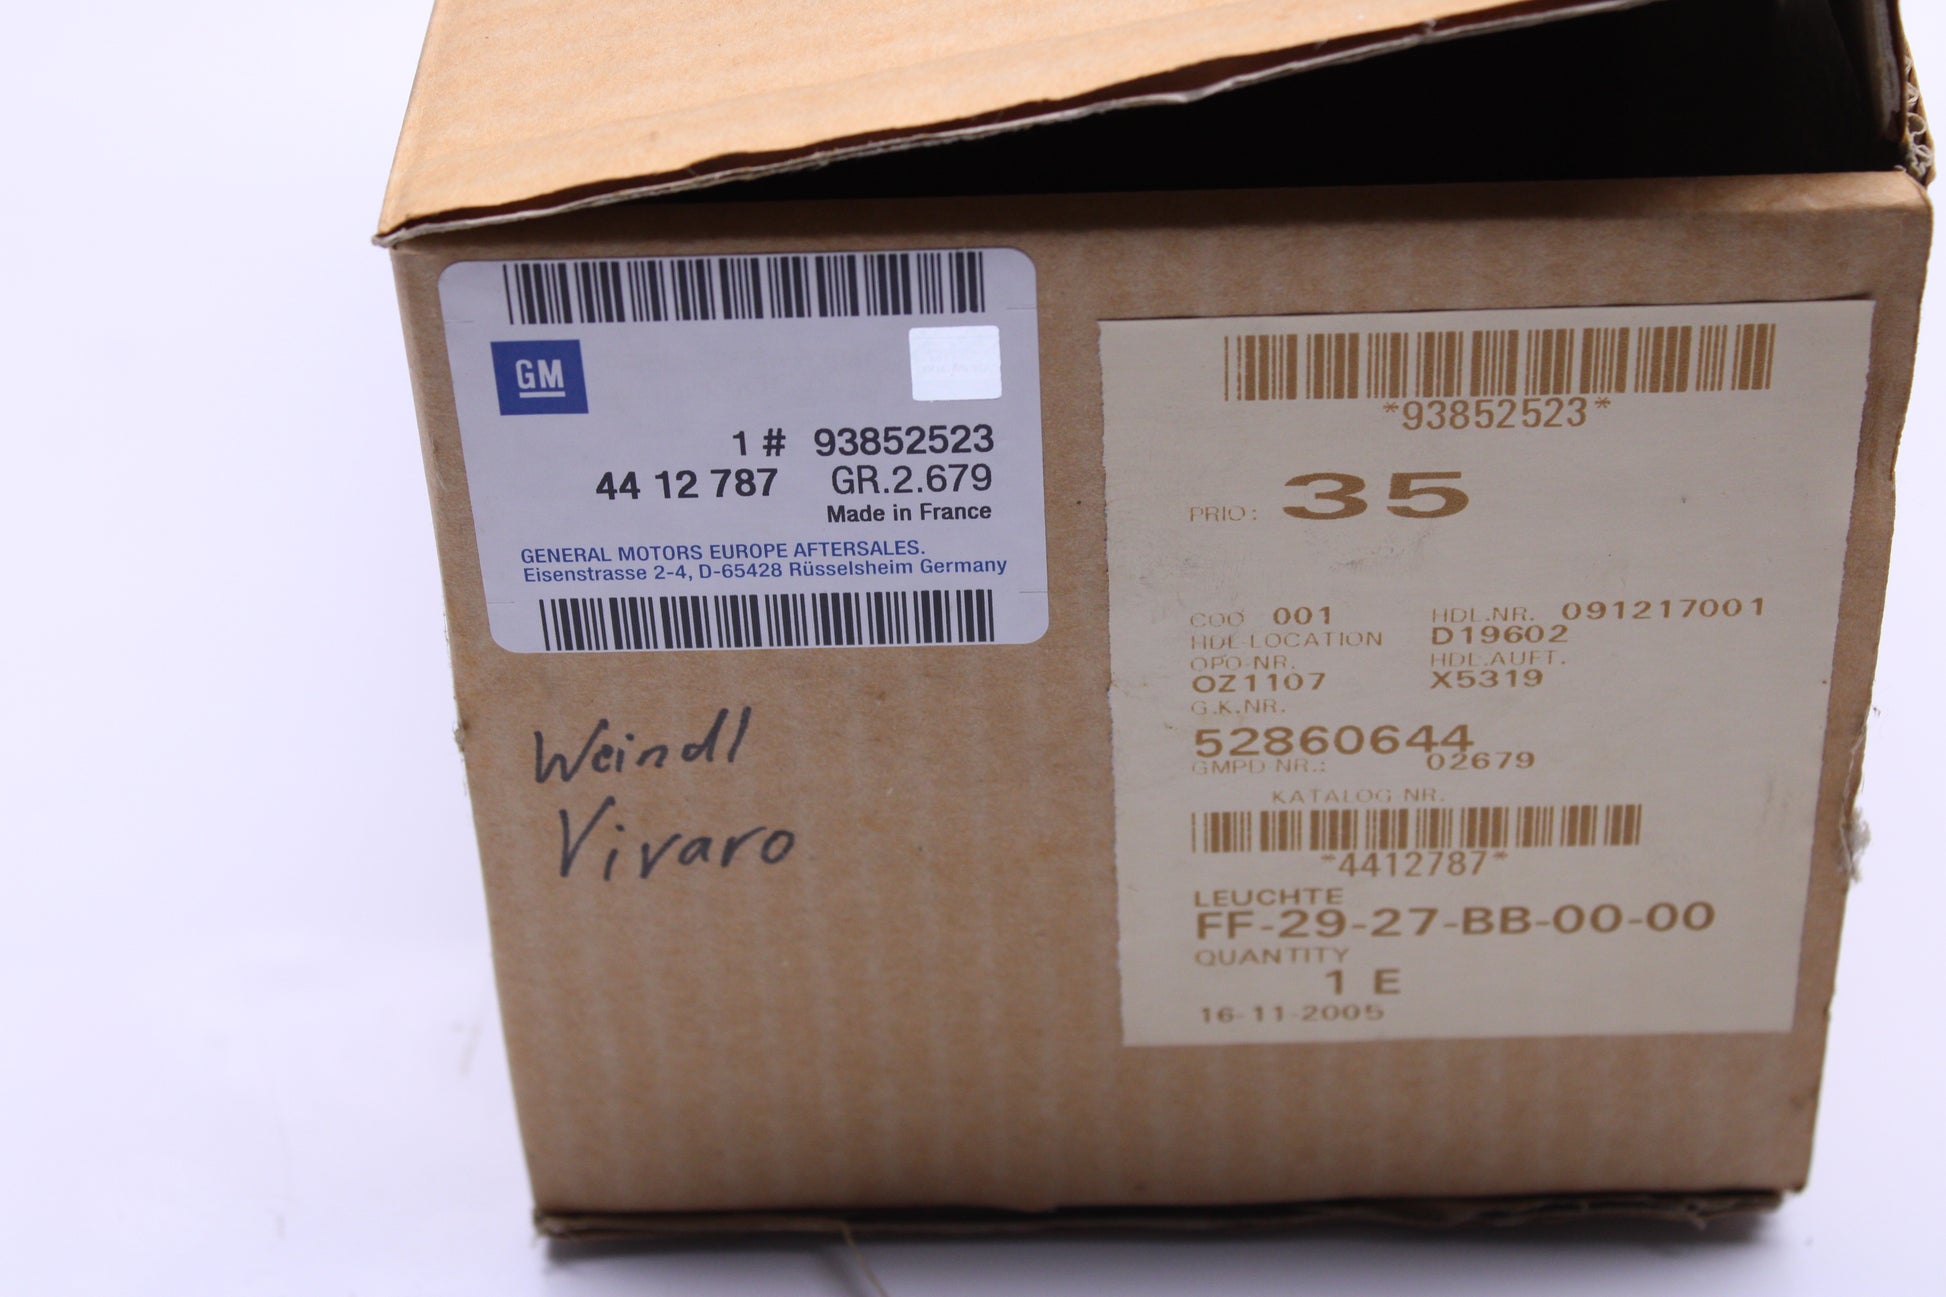 GM
1 # 93852523
44 12 787 GR.2.679
Made in France
GENERAL MOTORS EUROPE AFTERSALES.
Eisenstrasse 2-4, D-65428 Rüsselsheim Germany
Weindl
Vivaro
*93852523*
PRIO: 35
COO 001 HDL.NR. 091217001
HDL-LOCATION D19602
OPO-NR. HDL.AUFT.
OZ1107 X5319
G.K.NR.
52860644
GMPD-NR.: 02679
KATALOG NR.
*4412787*
LEUCHTE
FF-29-27-BB-00-00
QUANTITY
1 E
16-11-2005